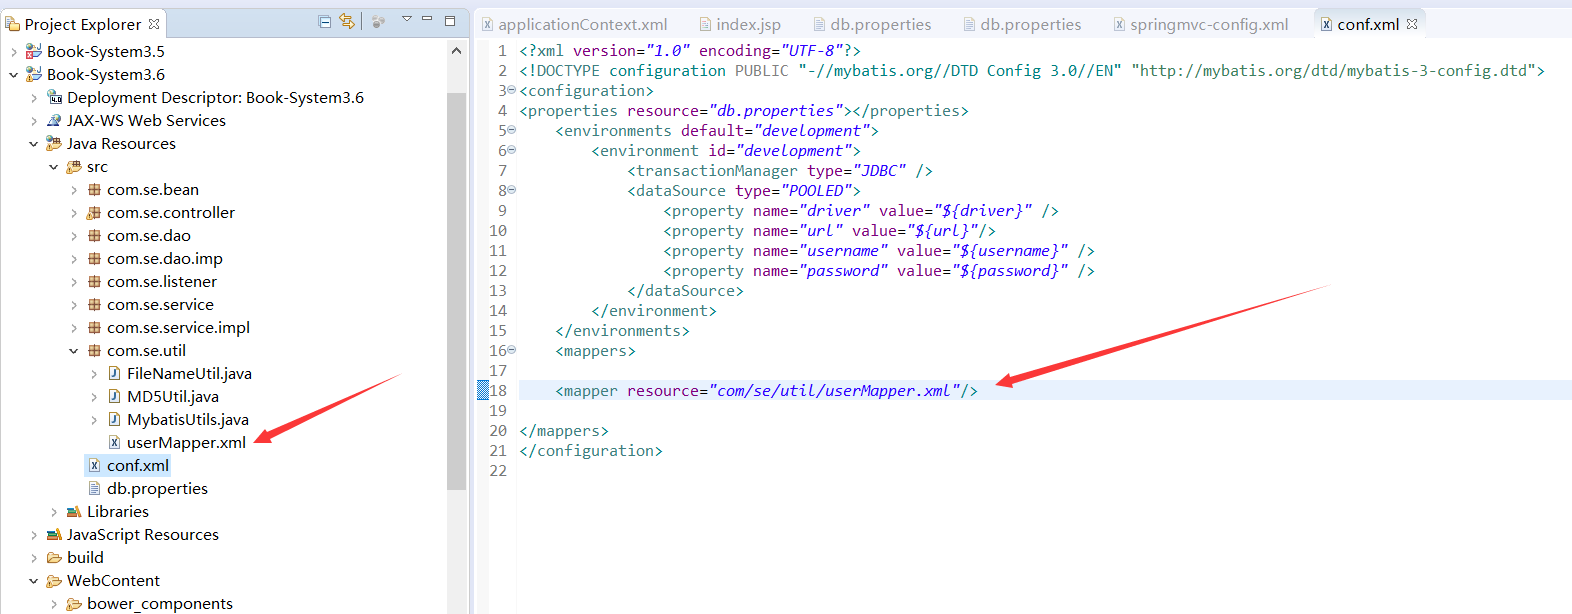 Project Explorer
Book-System3.5
Book-System3.6
Deployment Descriptor: Book-System3.6
JAX-WS Web Services
Java Resources
src
com.se.bean
com.se.controller
com.se.dao
com.se.dao.imp
com.se.listener
com.se.service
com.se.service.impl
com.se.util
FileNameUtil.java
MD5Util.java
MybatisUtils.java
userMapper.xml
conf.xml
db.properties
Libraries
JavaScript Resources
build
WebContent
bower_components
applicationContext.xml index.jsp db.properties db.properties springmvc-config.xml conf.xml
1 <?xml version="1.0" encoding="UTF-8"?>
2 <!DOCTYPE configuration PUBLIC "-//mybatis.org//DTD Config 3.0//EN" "http://mybatis.org/dtd/mybatis-3-config.dtd">
3 <configuration>
4 <properties resource="db.properties"></properties>
5     <environments default="development">
6         <environment id="development">
7             <transactionManager type="JDBC" />
8             <dataSource type="POOLED">
9                 <property name="driver" value="${driver}" />
10                 <property name="url" value="${url}"/>
11                 <property name="username" value="${username}" />
12                 <property name="password" value="${password}" />
13             </dataSource>
14         </environment>
15     </environments>
16     <mappers>
17
18     <mapper resource="com/se/util/userMapper.xml"/>
19
20 </mappers>
21 </configuration>
22